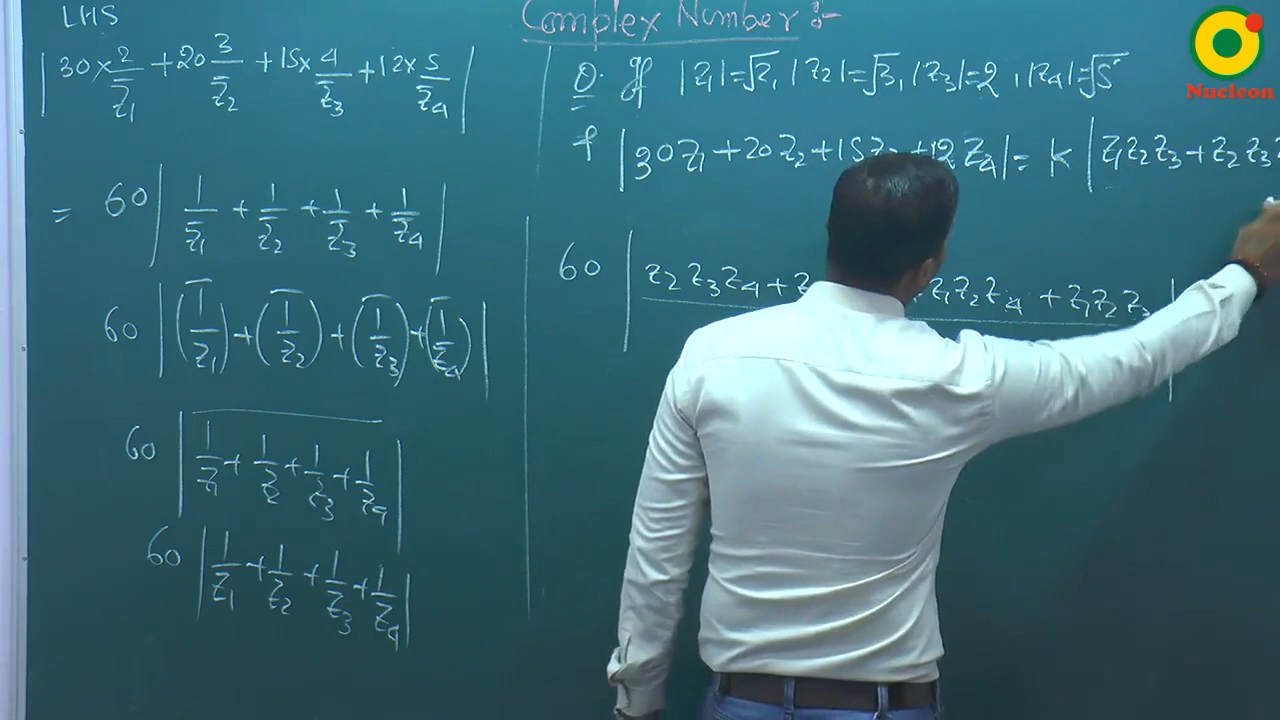 LHS
| 30 × 2/z̄₁ + 20 3/z̄₂ + 15 × 4/z̄₃ + 12 × 5/z̄₄ |
= 60 | 1/z̄₁ + 1/z̄₂ + 1/z̄₃ + 1/z̄₄ |
60 | (1/z₁)‾ + (1/z₂)‾ + (1/z₃)‾ + (1/z₄)‾ |
60 | ‾(1/z₁ + 1/z₂ + 1/z₃ + 1/z₄)‾ |
60 | 1/z₁ + 1/z₂ + 1/z₃ + 1/z₄ |
Complex Number :-
Q. If |z₁| = √2, |z₂| = √3, |z₃| = 2, |z₄| = √5
& | 30z₁ + 20z₂ + 15z + 12z₄ | = K | z₁z₂z₃ + z₂z₃
60 | z₂z₃z₄ + z z₁z₂z₄ + z₁z₂z₃ |
Nucleon